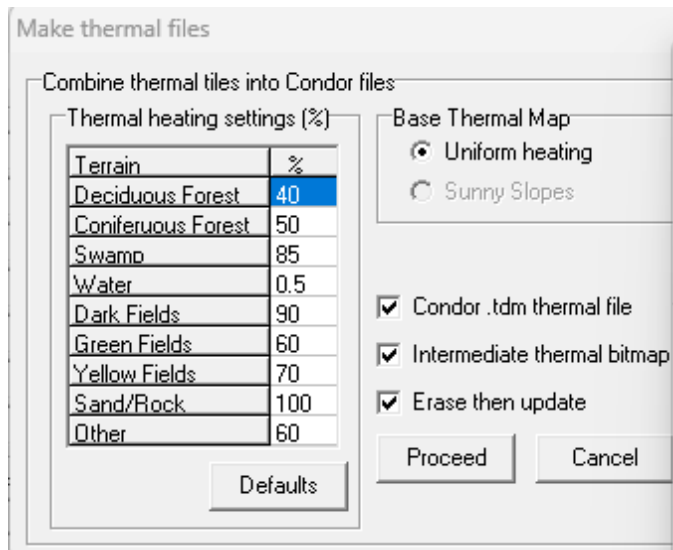 Make thermal files
Combine thermal tiles into Condor files
Thermal heating settings (%)
Terrain %
Deciduous Forest 40
Coniferuous Forest 50
Swamp 85
Water 0.5
Dark Fields 90
Green Fields 60
Yellow Fields 70
Sand/Rock 100
Other 60
Defaults
Base Thermal Map
Uniform heating
Sunny Slopes
Condor .tdm thermal file
Intermediate thermal bitmap
Erase then update
Proceed Cancel